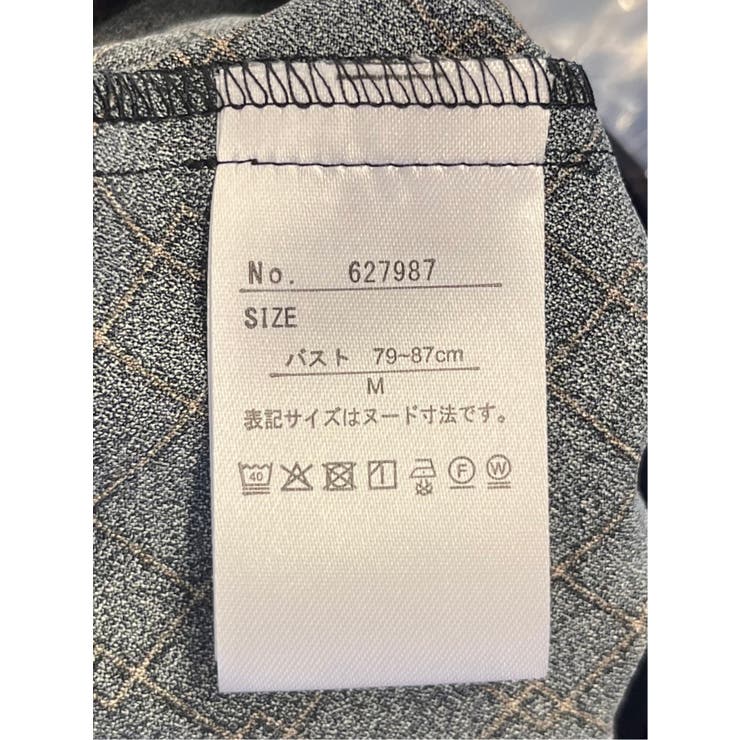 No. 627987
SIZE
バスト 79~87cm
M
表記サイズはヌード寸法です。
40
F W